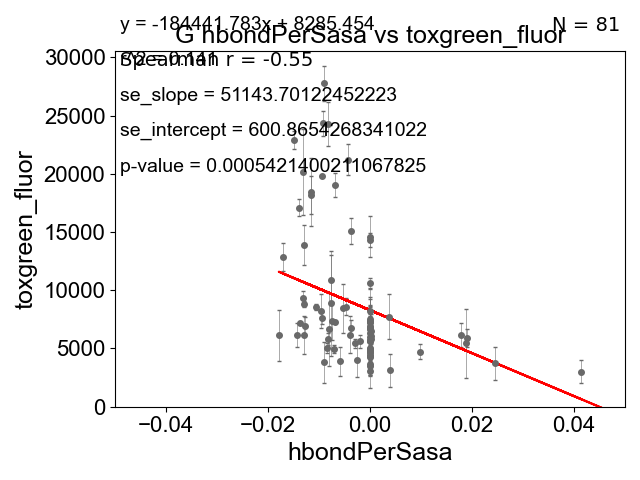 y = -184441.783x + 8285.454
N = 81
G hbondPerSasa vs toxgreen_fluor
r^2 = 0.141
Spearman r = -0.55
se_slope = 51143.70122452223
se_intercept = 600.8654268341022
p-value = 0.0005421400211067825
30000
25000
20000
15000
10000
5000
0
toxgreen_fluor
−0.04
−0.02
0.00
0.02
0.04
hbondPerSasa